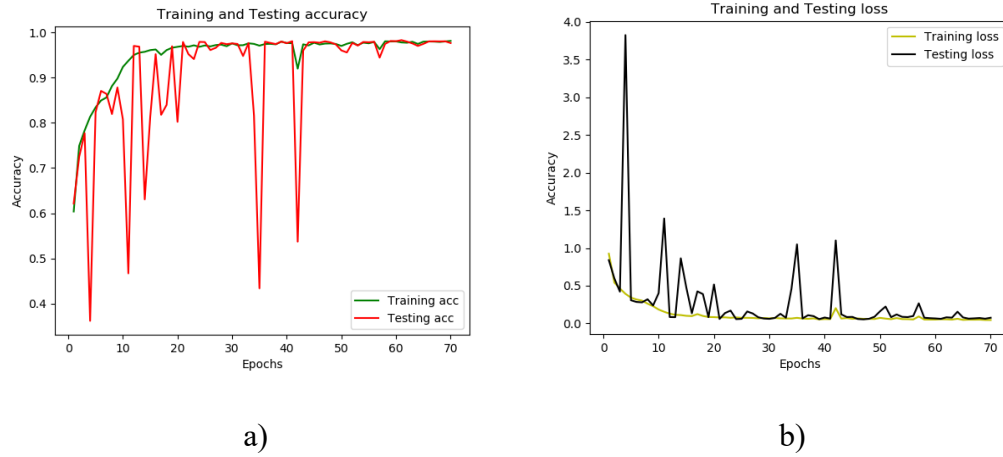 Training and Testing accuracy
1.0
0.9
0.8
0.7
0.6
0.5
0.4
Accuracy
Training acc
Testing acc
0 10 20 30 40 50 60 70
Epochs
a)
Training and Testing loss
4.0
3.5
3.0
2.5
2.0
1.5
1.0
0.5
0.0
Accuracy
Training loss
Testing loss
0 10 20 30 40 50 60 70
Epochs
b)